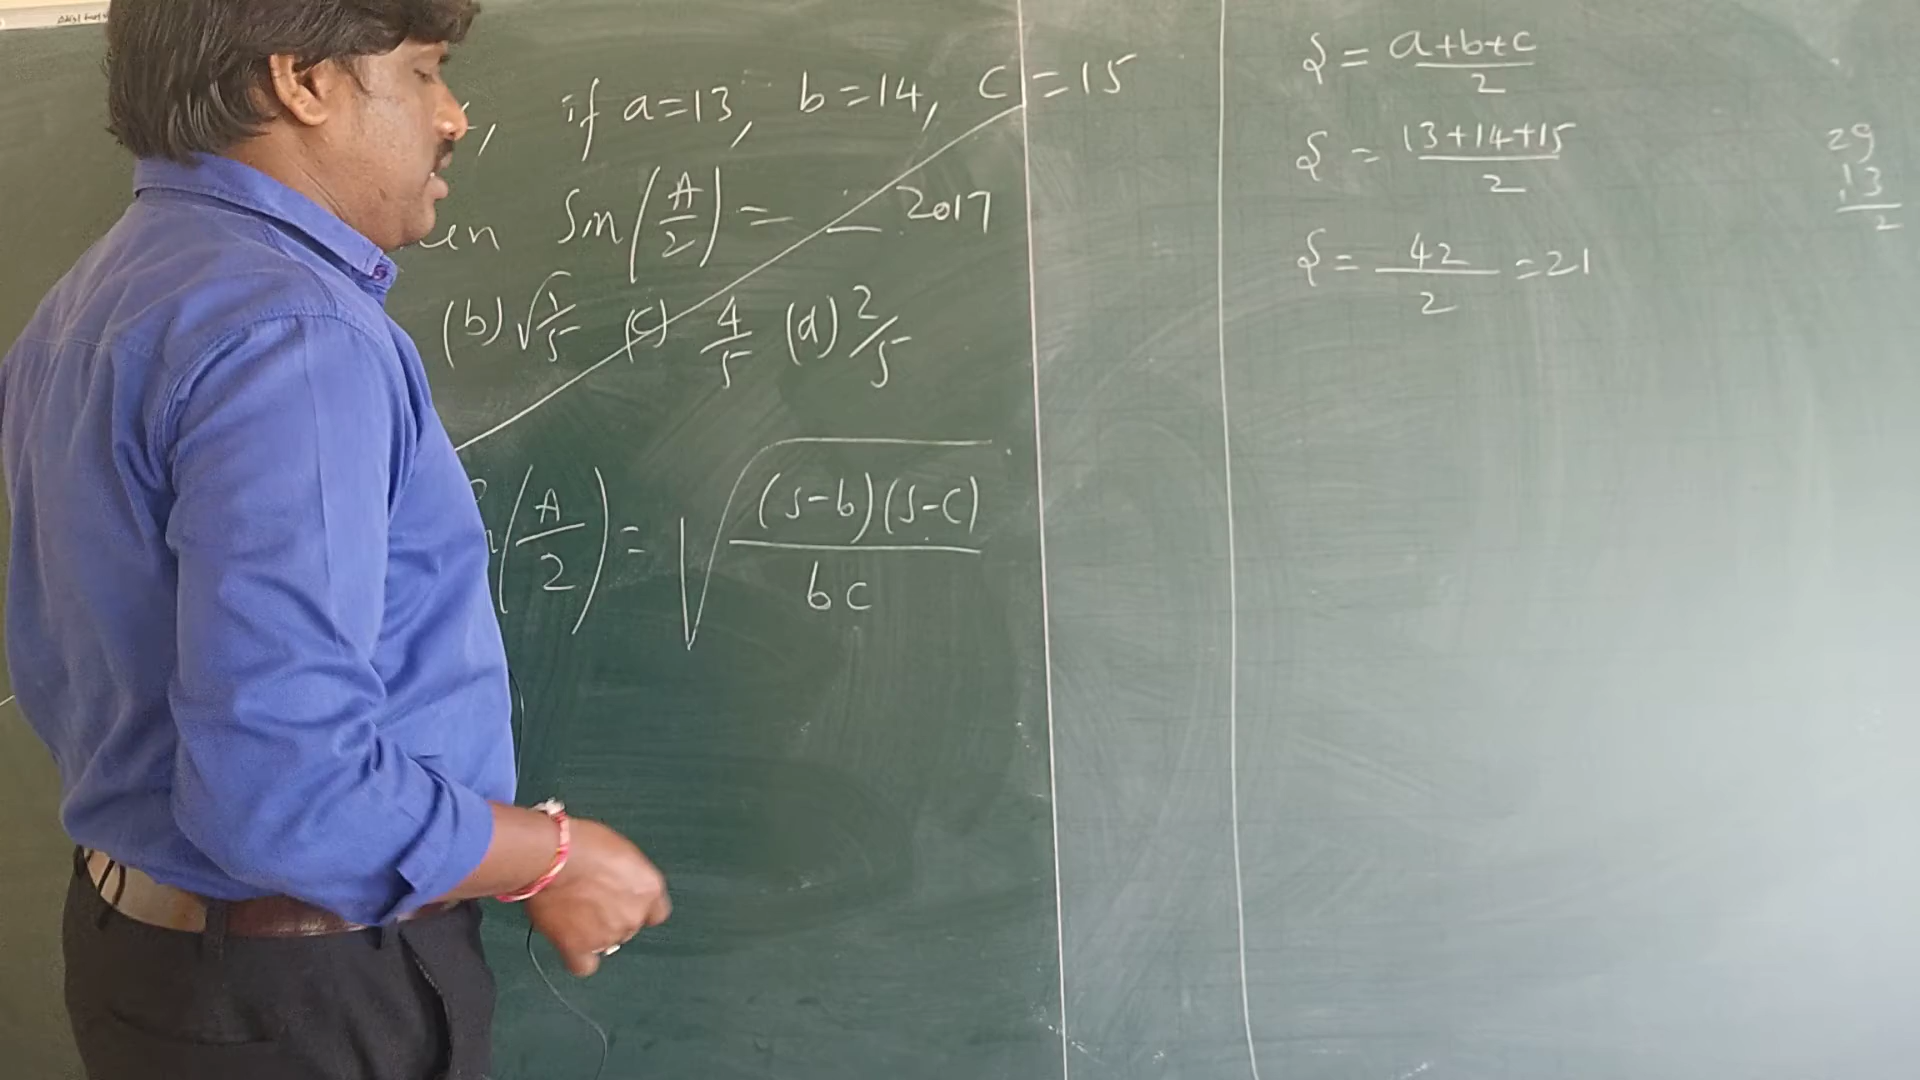 if a=13, b=14, c=15
Sin(A/2) = __ 2017
(b) √1/5 (c) 4/5 (d) 2/5
(A/2) = √((s-b)(s-c)/bc)
S = a+b+c/2
S = 13+14+15/2
S = 42/2 = 21
29
13
2